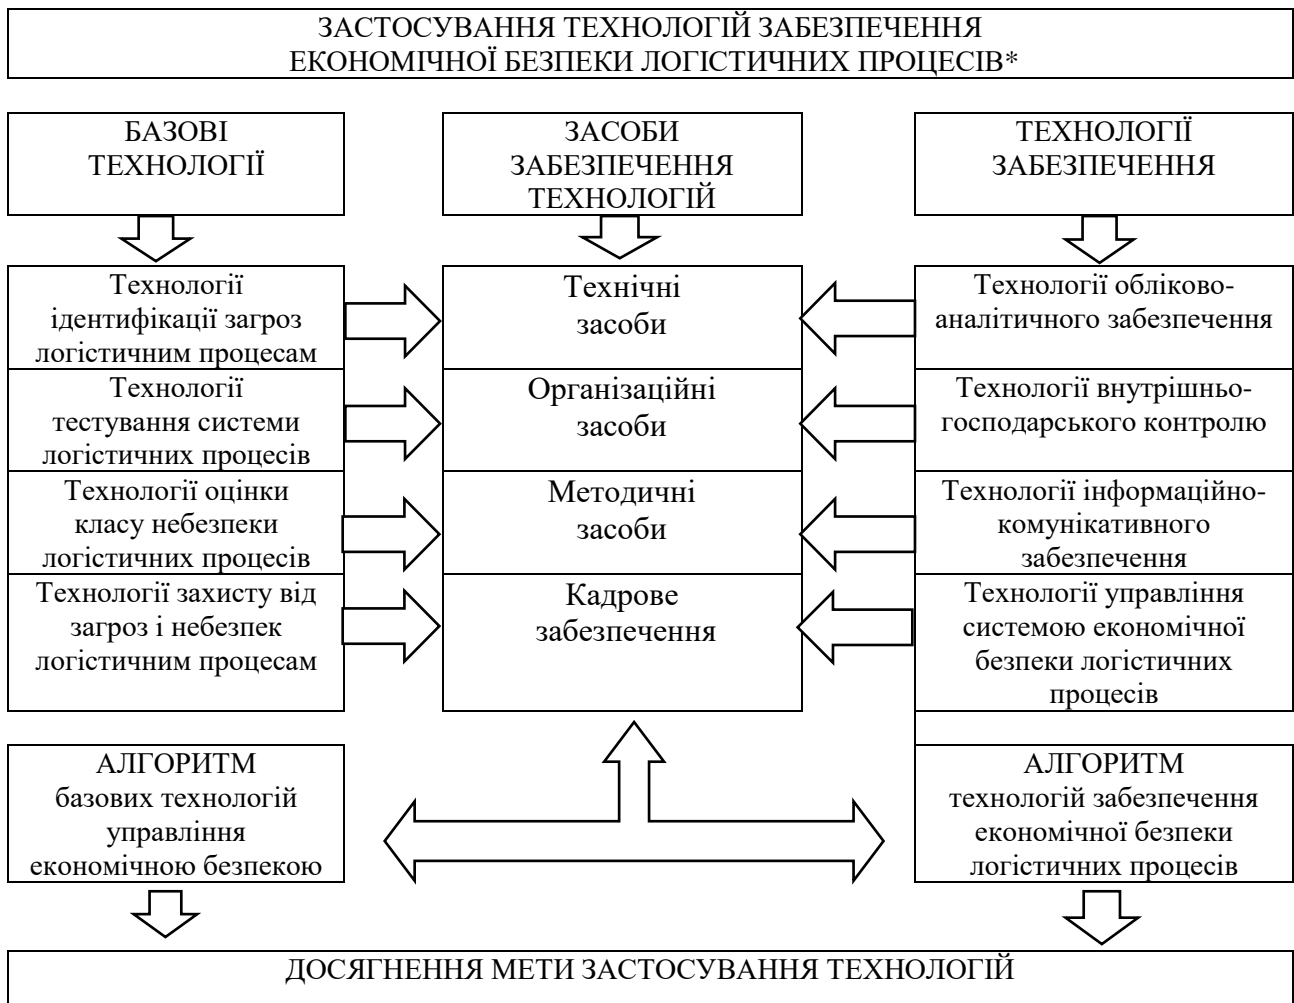 ЗАСТОСУВАННЯ ТЕХНОЛОГІЙ ЗАБЕЗПЕЧЕННЯ
ЕКОНОМІЧНОЇ БЕЗПЕКИ ЛОГІСТИЧНИХ ПРОЦЕСІВ*
БАЗОВІ
ТЕХНОЛОГІЇ
ЗАСОБИ
ЗАБЕЗПЕЧЕННЯ
ТЕХНОЛОГІЙ
ТЕХНОЛОГІЇ
ЗАБЕЗПЕЧЕННЯ
Технології
ідентифікації загроз
логістичним процесам
Технічні
засоби
Технології обліково-
аналітичного забезпечення
Технології
тестування системи
логістичних процесів
Організаційні
засоби
Технології внутрішньо-
господарського контролю
Технології оцінки
класу небезпеки
логістичних процесів
Методичні
засоби
Технології інформаційно-
комунікативного
забезпечення
Технології захисту від
загроз і небезпек
логістичним процесам
Кадрове
забезпечення
Технології управління
системою економічної
безпеки логістичних
процесів
АЛГОРИТМ
базових технологій
управління
економічною безпекою
АЛГОРИТМ
технологій забезпечення
економічної безпеки
логістичних процесів
ДОСЯГНЕННЯ МЕТИ ЗАСТОСУВАННЯ ТЕХНОЛОГІЙ